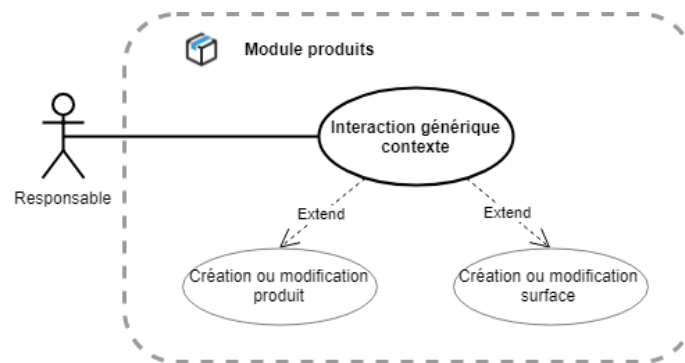 Module produits
Interaction générique
contexte
Responsable
Extend
Extend
Création ou modification
produit
Création ou modification
surface